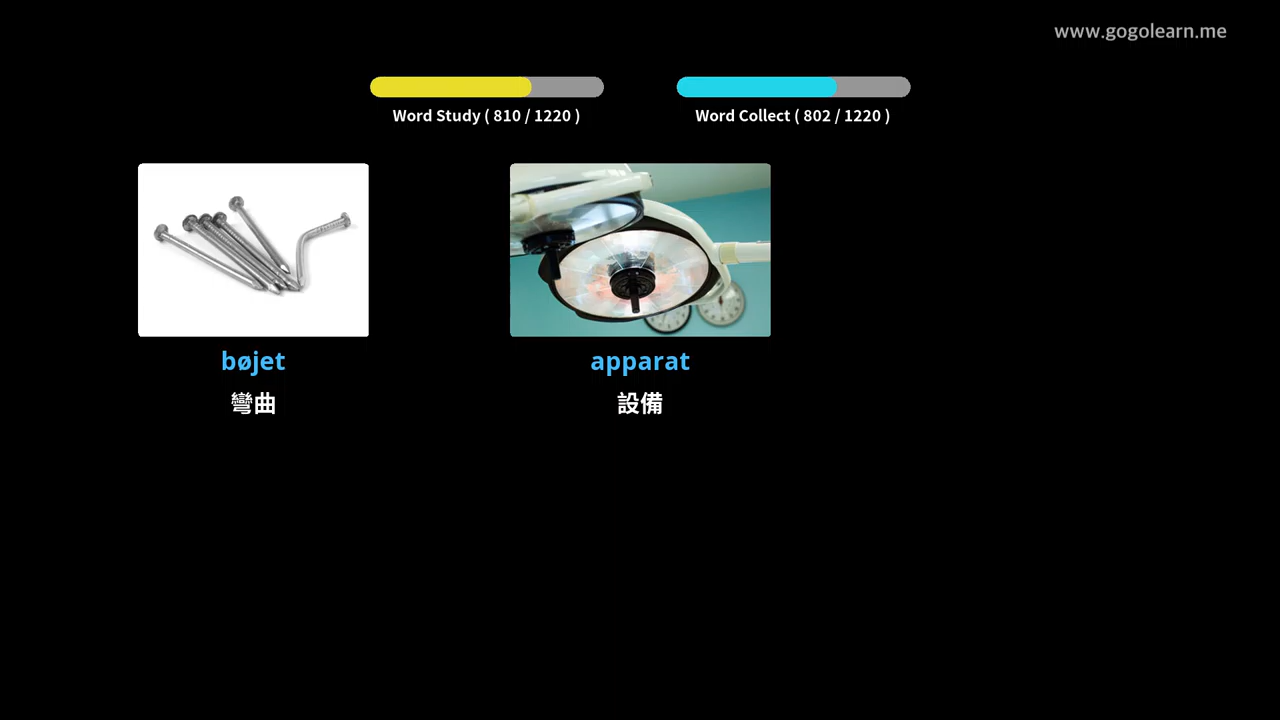 www.gogolearn.me
Word Study ( 810 / 1220 )
Word Collect ( 802 / 1220 )
bøjet
apparat
彎曲
設備